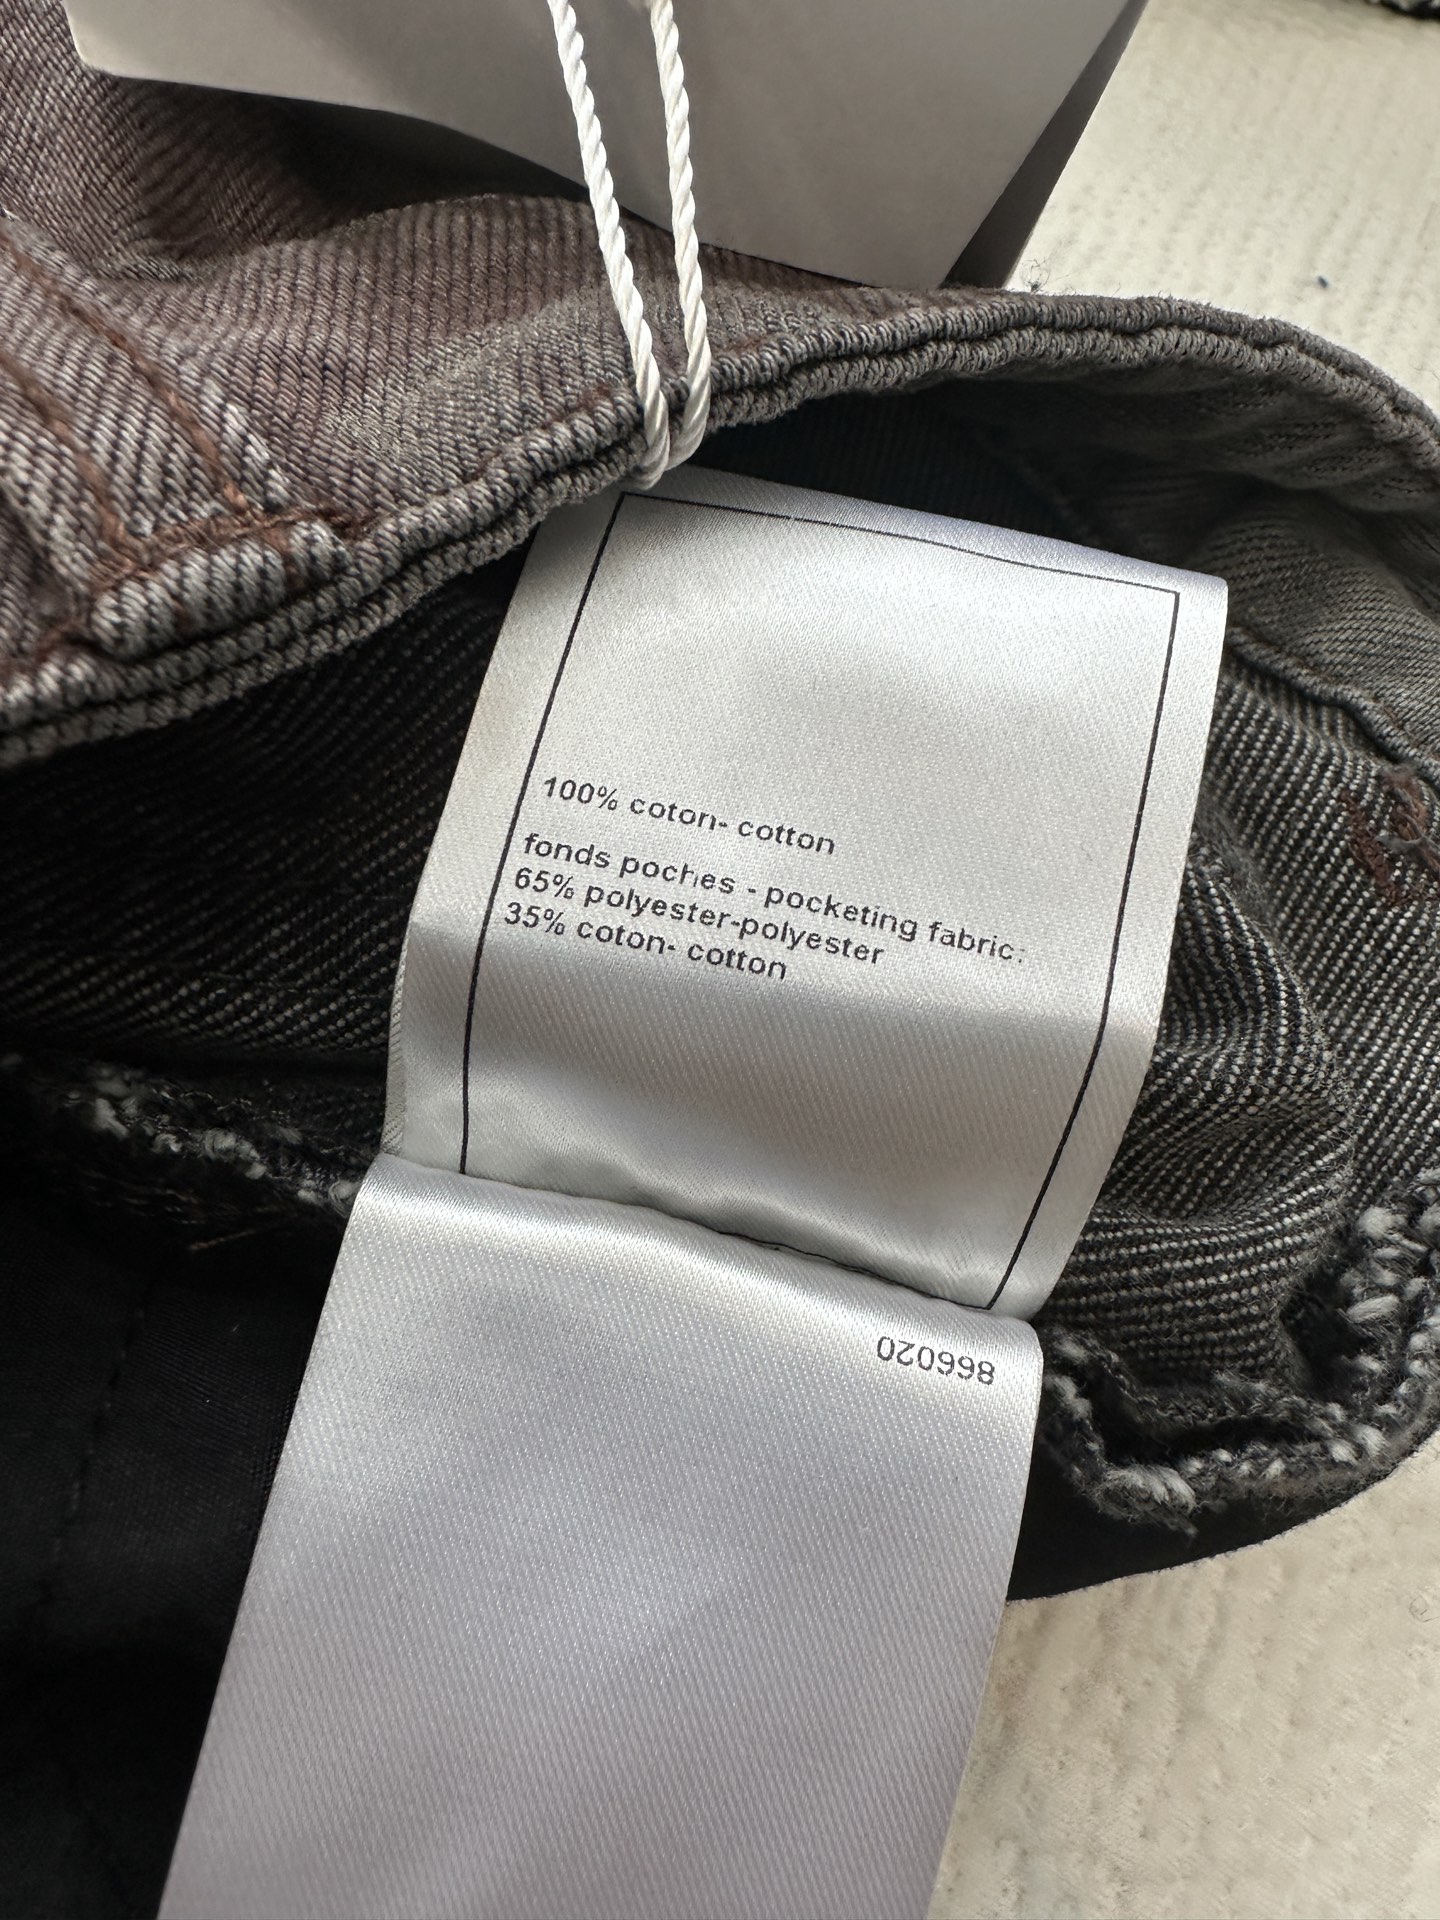 100% coton- cotton
fonds poches - pocketing fabric:
65% polyester-polyester
35% coton- cotton
866020